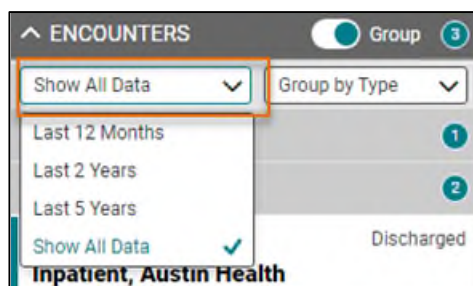 ENCOUNTERS Group 3
Show All Data Group by Type
Last 12 Months 1
Last 2 Years 2
Last 5 Years
Show All Data Discharged
Inpatient, Austin Health